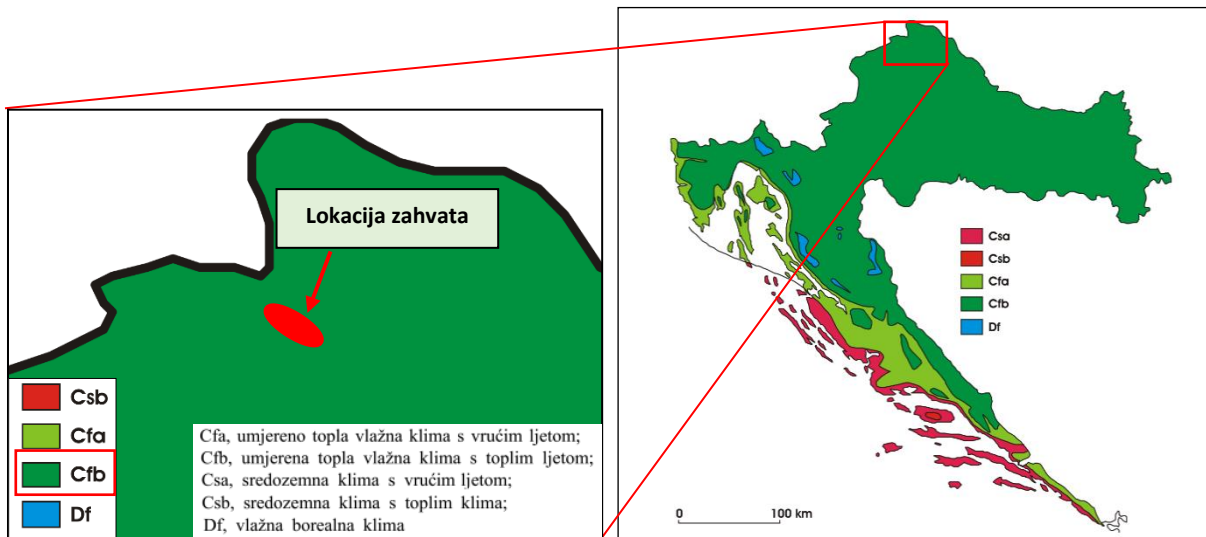 Lokacija zahvata
Csb
Cfa
Cfb
Df
Cfa, umjereno topla vlažna klima s vrućim ljetom;
Cfb, umjerena topla vlažna klima s toplim ljetom;
Csa, sredozemna klima s vrućim ljetom;
Csb, sredozemna klima s toplim klima;
Df, vlažna borealna klima
Csa
Csb
Cfa
Cfb
Df
0 100 km